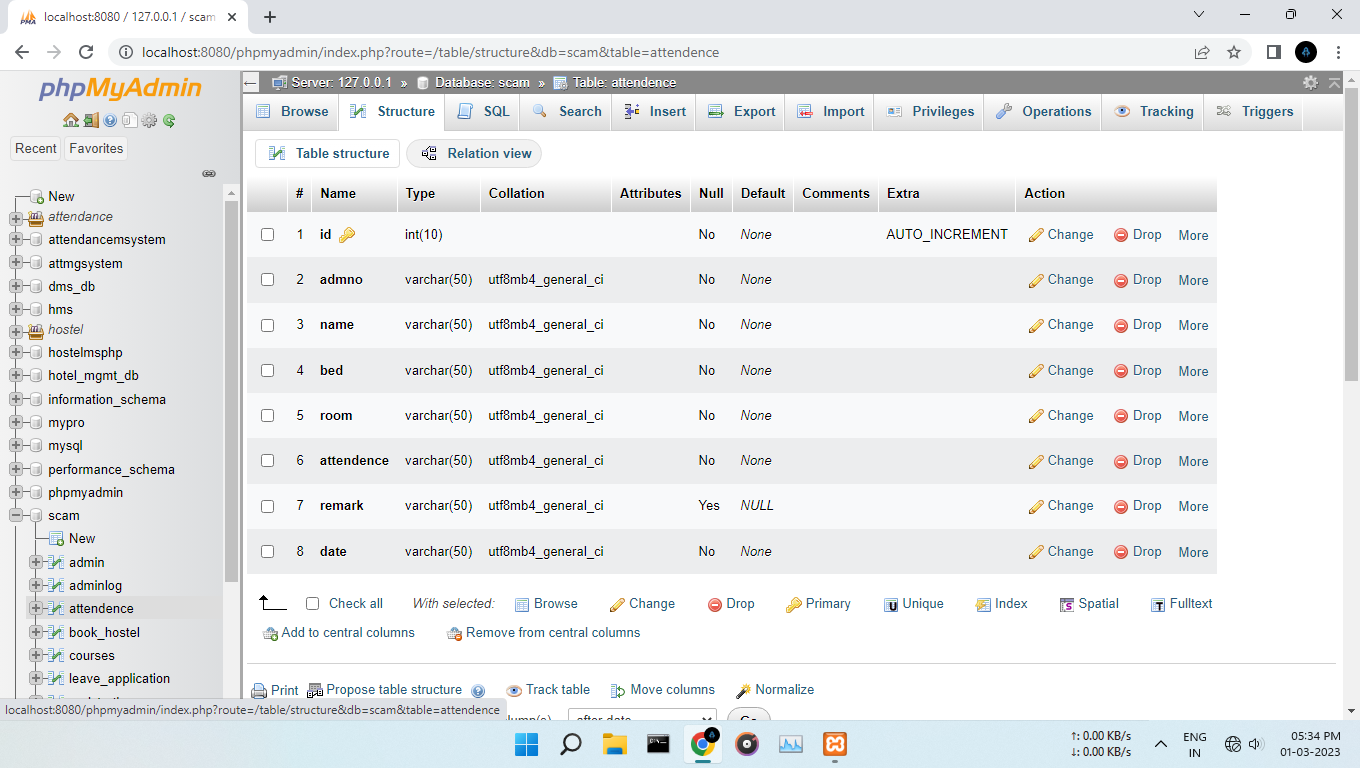 localhost:8080 / 127.0.0.1 / scam
localhost:8080/phpmyadmin/index.php?route=/table/structure&db=scam&table=attendence
phpMyAdmin
Recent Favorites
New
attendance
attendancemsystem
attmgsystem
dms_db
hms
hostel
hostelmsphp
hotel_mgmt_db
information_schema
mypro
mysql
performance_schema
phpmyadmin
scam
New
admin
adminlog
attendence
book_hostel
courses
leave_application
Server: 127.0.0.1 » Database: scam » Table: attendence
Browse Structure SQL Search Insert Export Import Privileges Operations Tracking Triggers
Table structure Relation view
# Name Type Collation Attributes Null Default Comments Extra Action
1 id int(10) No None AUTO_INCREMENT Change Drop More
2 admno varchar(50) utf8mb4_general_ci No None Change Drop More
3 name varchar(50) utf8mb4_general_ci No None Change Drop More
4 bed varchar(50) utf8mb4_general_ci No None Change Drop More
5 room varchar(50) utf8mb4_general_ci No None Change Drop More
6 attendence varchar(50) utf8mb4_general_ci No None Change Drop More
7 remark varchar(50) utf8mb4_general_ci Yes NULL Change Drop More
8 date varchar(50) utf8mb4_general_ci No None Change Drop More
Check all With selected: Browse Change Drop Primary Unique Index Spatial Fulltext
Add to central columns Remove from central columns
Print Propose table structure Track table Move columns Normalize
after date Go
localhost:8080/phpmyadmin/index.php?route=/table/structure&db=scam&table=attendence
↑: 0.00 KB/s
↓: 0.00 KB/s
ENG
IN
05:34 PM
01-03-2023